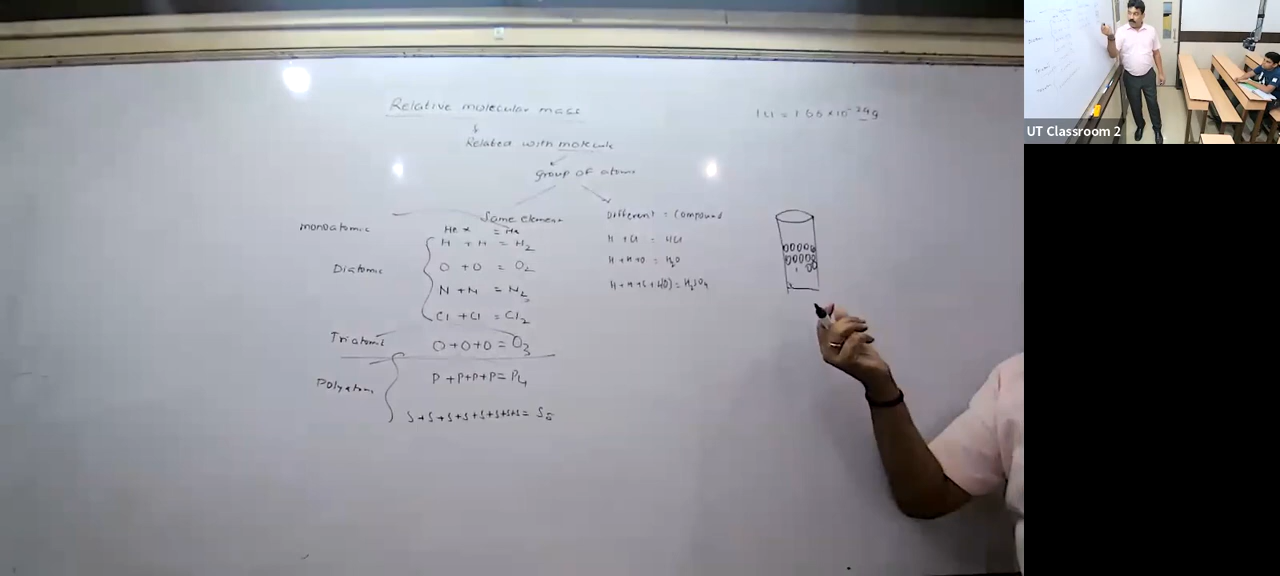 Relative molecular mass
1u = 1.66 × 10⁻²⁴g
Related with molecule
group of atoms
Same element
Different = Compound
monoatomic
He x = He
H + H = H₂
H + Cl = HCl
Diatomic
O + O = O₂
H + H + O = H₂O
N + N = N₂
H + H + S + 4O) = H₂SO₄
Cl + Cl = Cl₂
Triatomic
O + O + O = O₃
Polyatomic
P + P + P + P = P₄
S + S + S + S + S + S + S + S = S₈
UT Classroom 2